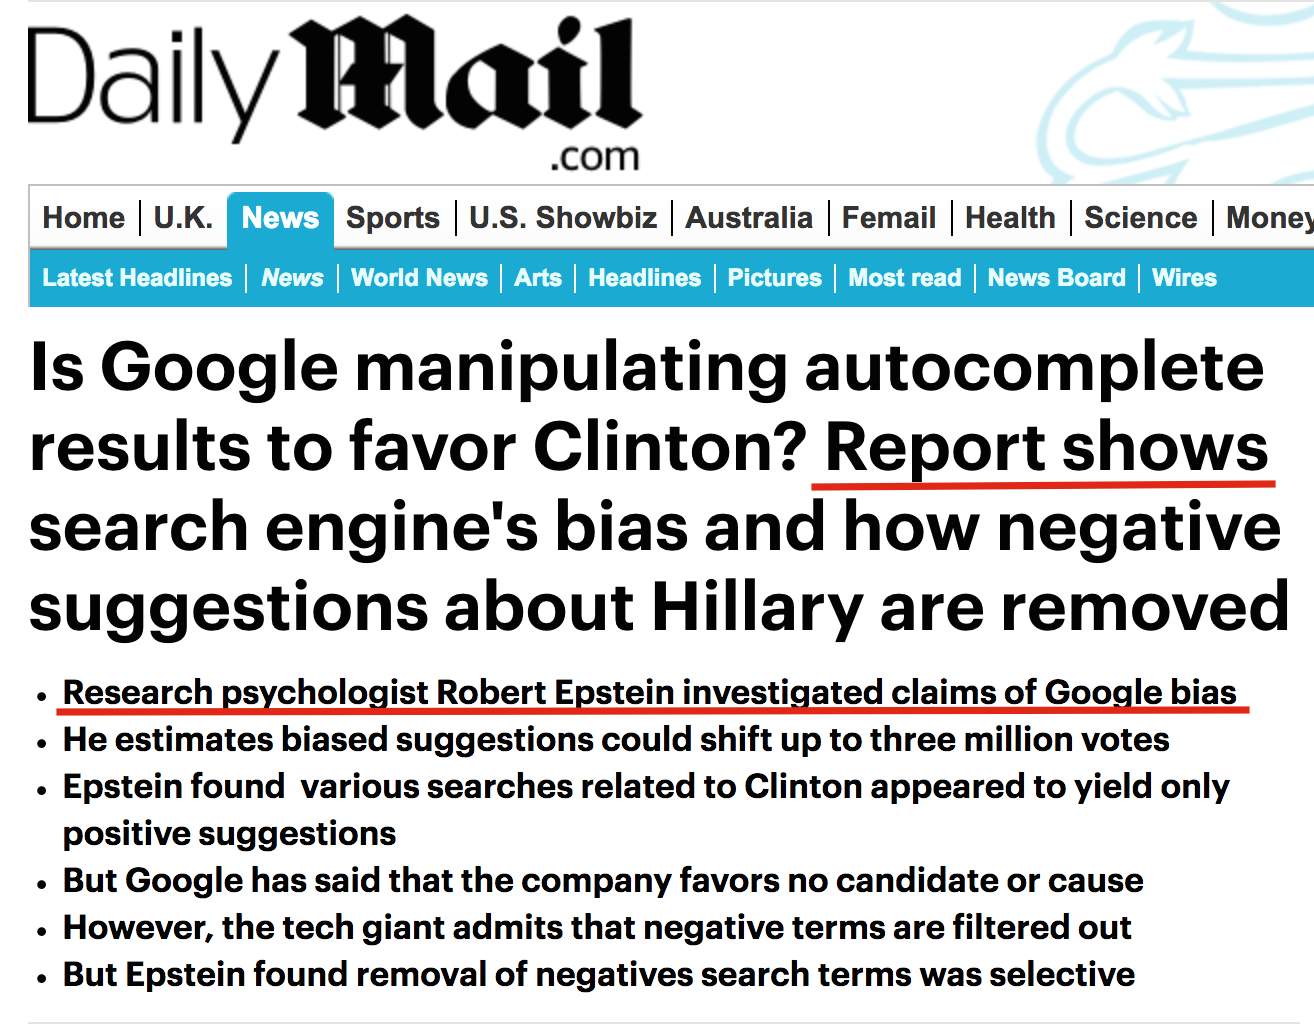 Daily Mail
.com
Home U.K. News Sports U.S. Showbiz Australia Femail Health Science Money
Latest Headlines News World News Arts Headlines Pictures Most read News Board Wires
Is Google manipulating autocomplete
results to favor Clinton? Report shows
search engine's bias and how negative
suggestions about Hillary are removed
• Research psychologist Robert Epstein investigated claims of Google bias
• He estimates biased suggestions could shift up to three million votes
• Epstein found  various searches related to Clinton appeared to yield only
positive suggestions
• But Google has said that the company favors no candidate or cause
• However, the tech giant admits that negative terms are filtered out
• But Epstein found removal of negatives search terms was selective